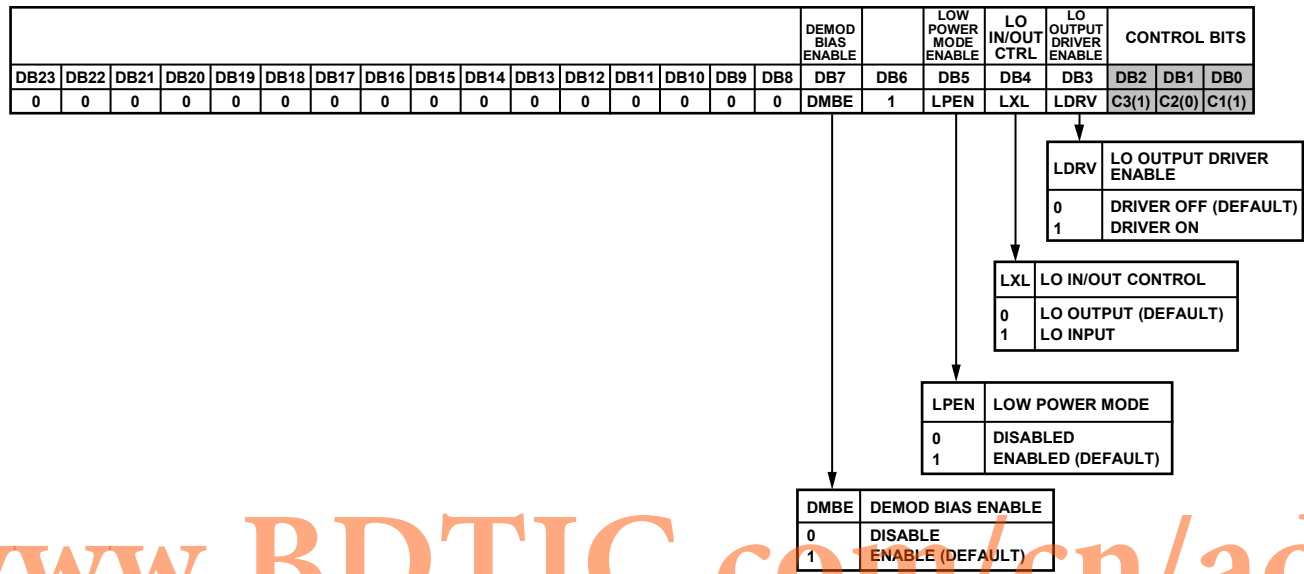 DEMOD BIAS ENABLE
LOW POWER MODE ENABLE
LO IN/OUT CTRL
LO OUTPUT DRIVER ENABLE
CONTROL BITS
DB23 DB22 DB21 DB20 DB19 DB18 DB17 DB16 DB15 DB14 DB13 DB12 DB11 DB10 DB9 DB8 DB7 DB6 DB5 DB4 DB3 DB2 DB1 DB0
0 0 0 0 0 0 0 0 0 0 0 0 0 0 0 0 DMBE 1 LPEN LXL LDRV C3(1) C2(0) C1(1)
LDRV LO OUTPUT DRIVER
ENABLE
0 DRIVER OFF (DEFAULT)
1 DRIVER ON
LXL LO IN/OUT CONTROL
0 LO OUTPUT (DEFAULT)
1 LO INPUT
LPEN LOW POWER MODE
0 DISABLED
1 ENABLED (DEFAULT)
DMBE DEMOD BIAS ENABLE
0 DISABLE
1 ENABLE (DEFAULT)